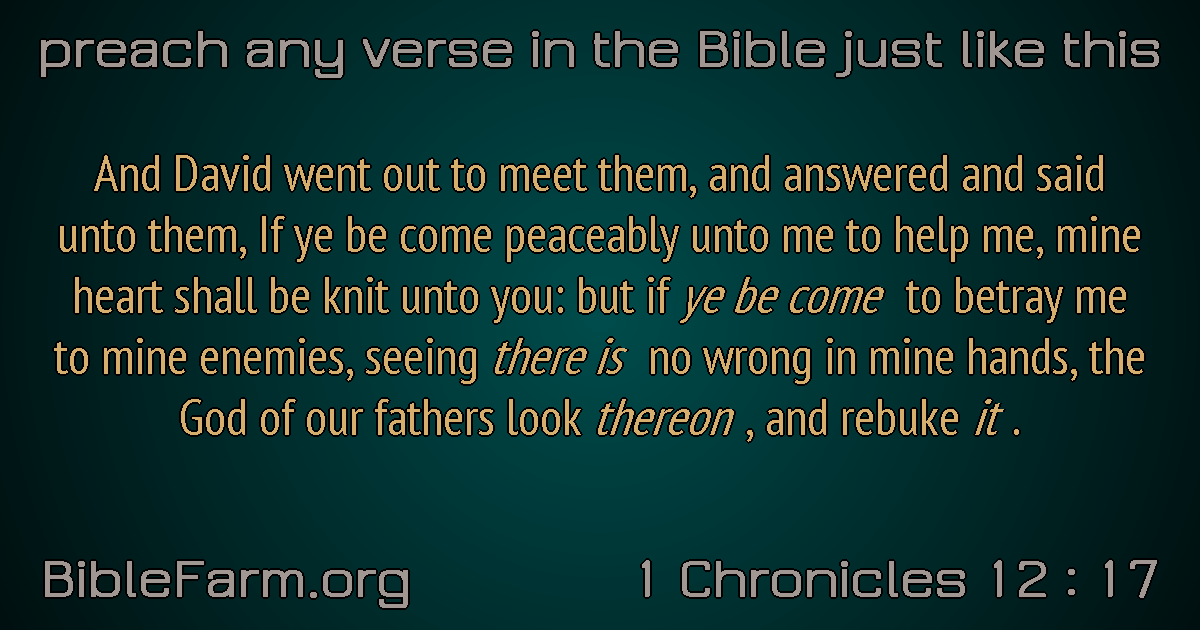 preach any verse in the Bible just like this
And David went out to meet them, and answered and said
unto them, If ye be come peaceably unto me to help me, mine
heart shall be knit unto you: but if ye be come to betray me
to mine enemies, seeing there is no wrong in mine hands, the
God of our fathers look thereon , and rebuke it .
BibleFarm.org
1 Chronicles 12 : 17